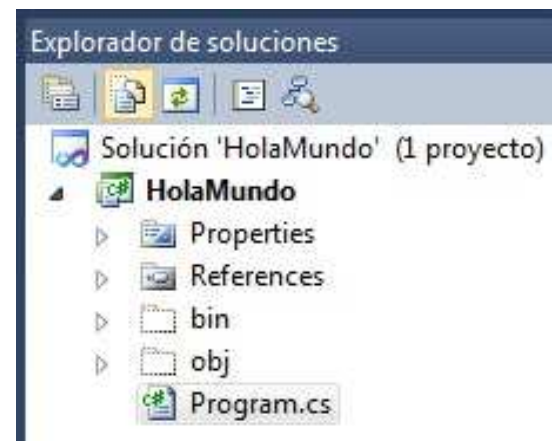 Explorador de soluciones
Solución 'HolaMundo' (1 proyecto)
C# HolaMundo
Properties
References
bin
obj
C# Program.cs